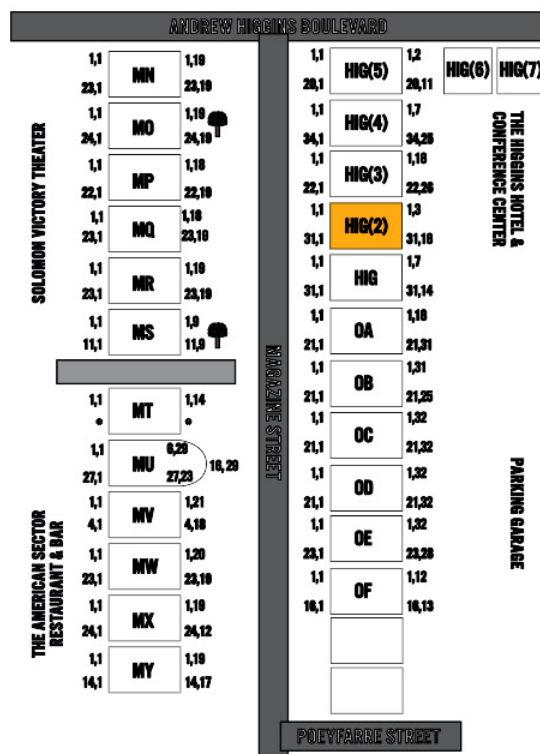 ANDREW HIGGINS BOULEVARD
SOLOMON VICTORY THEATER
1,1 MN 1,19
23,1 23,19
1,1 MO 1,19
24,1 24,19
1,1 MP 1,18
22,1 22,19
1,1 MQ 1,18
23,1 23,19
1,1 MR 1,19
23,1 23,19
1,1 MS 1,9
11,1 11,9
THE AMERICAN SECTOR
RESTAURANT & BAR
1,1 MT 1,14
1,1 MU 6,29
27,1 27,23 16,29
1,1 MV 1,21
4,1 4,18
1,1 MW 1,20
23,1 23,19
1,1 MX 1,19
24,1 24,12
1,1 MY 1,19
14,1 14,17
MAGAZINE STREET
1,1 HIG(5) 1,2
20,11
HIG(6) HIG(7)
1,1 HIG(4) 1,7
34,1 34,25
1,1 HIG(3) 1,16
22,1 22,26
1,1 HIG(2) 1,3
31,1 31,16
1,1 HIG 1,7
31,1 31,14
1,1 OA 1,18
21,1 21,31
1,1 OB 1,31
21,1 21,25
1,1 OC 1,32
21,1 21,32
1,1 OD 1,32
21,1 21,32
1,1 OE 1,32
23,1 23,28
1,1 OF 1,12
16,1 16,13
THE HIGGINS HOTEL &
CONFERENCE CENTER
PARKING GARAGE
POEYFARRE STREET